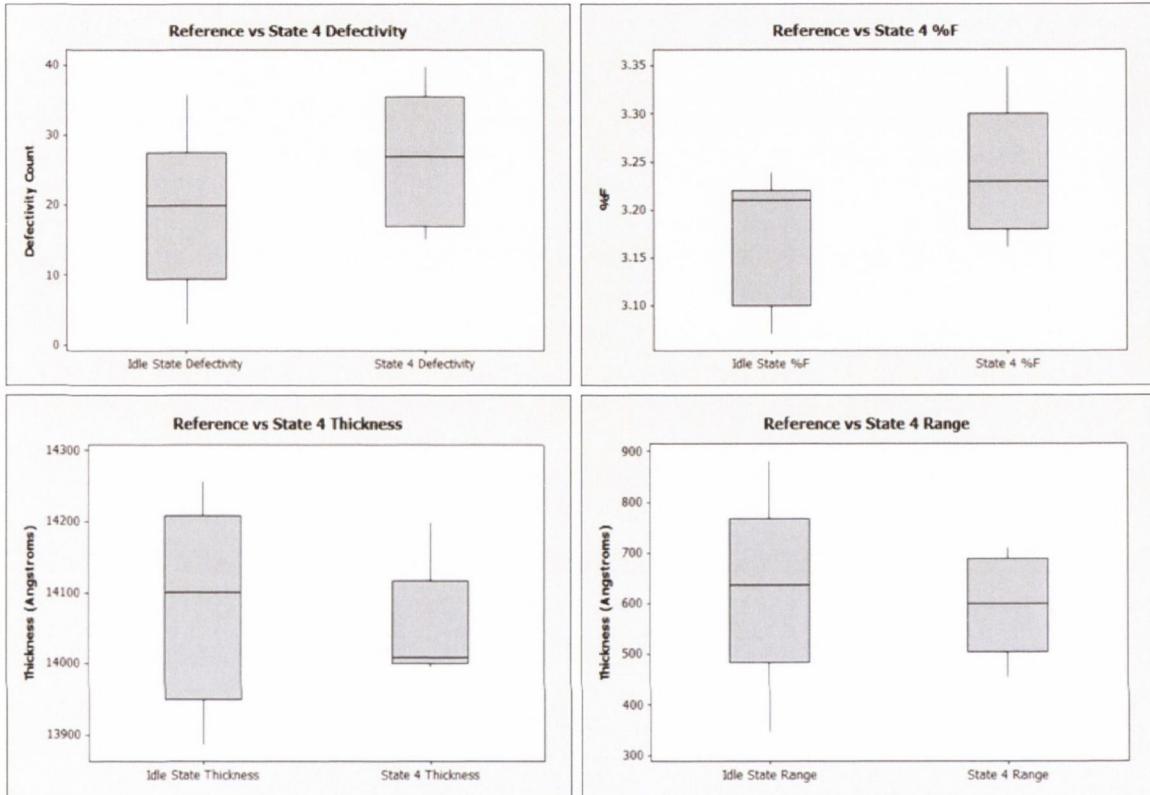 Reference vs State 4 Defectivity
Defectivity Count
40
30
20
10
0
Idle State Defectivity
State 4 Defectivity
Reference vs State 4 %F
%F
3.35
3.30
3.25
3.20
3.15
3.10
Idle State %F
State 4 %F
Reference vs State 4 Thickness
Thickness (Angstroms)
14300
14200
14100
14000
13900
Idle State Thickness
State 4 Thickness
Reference vs State 4 Range
Thickness (Angstroms)
900
800
700
600
500
400
300
Idle State Range
State 4 Range